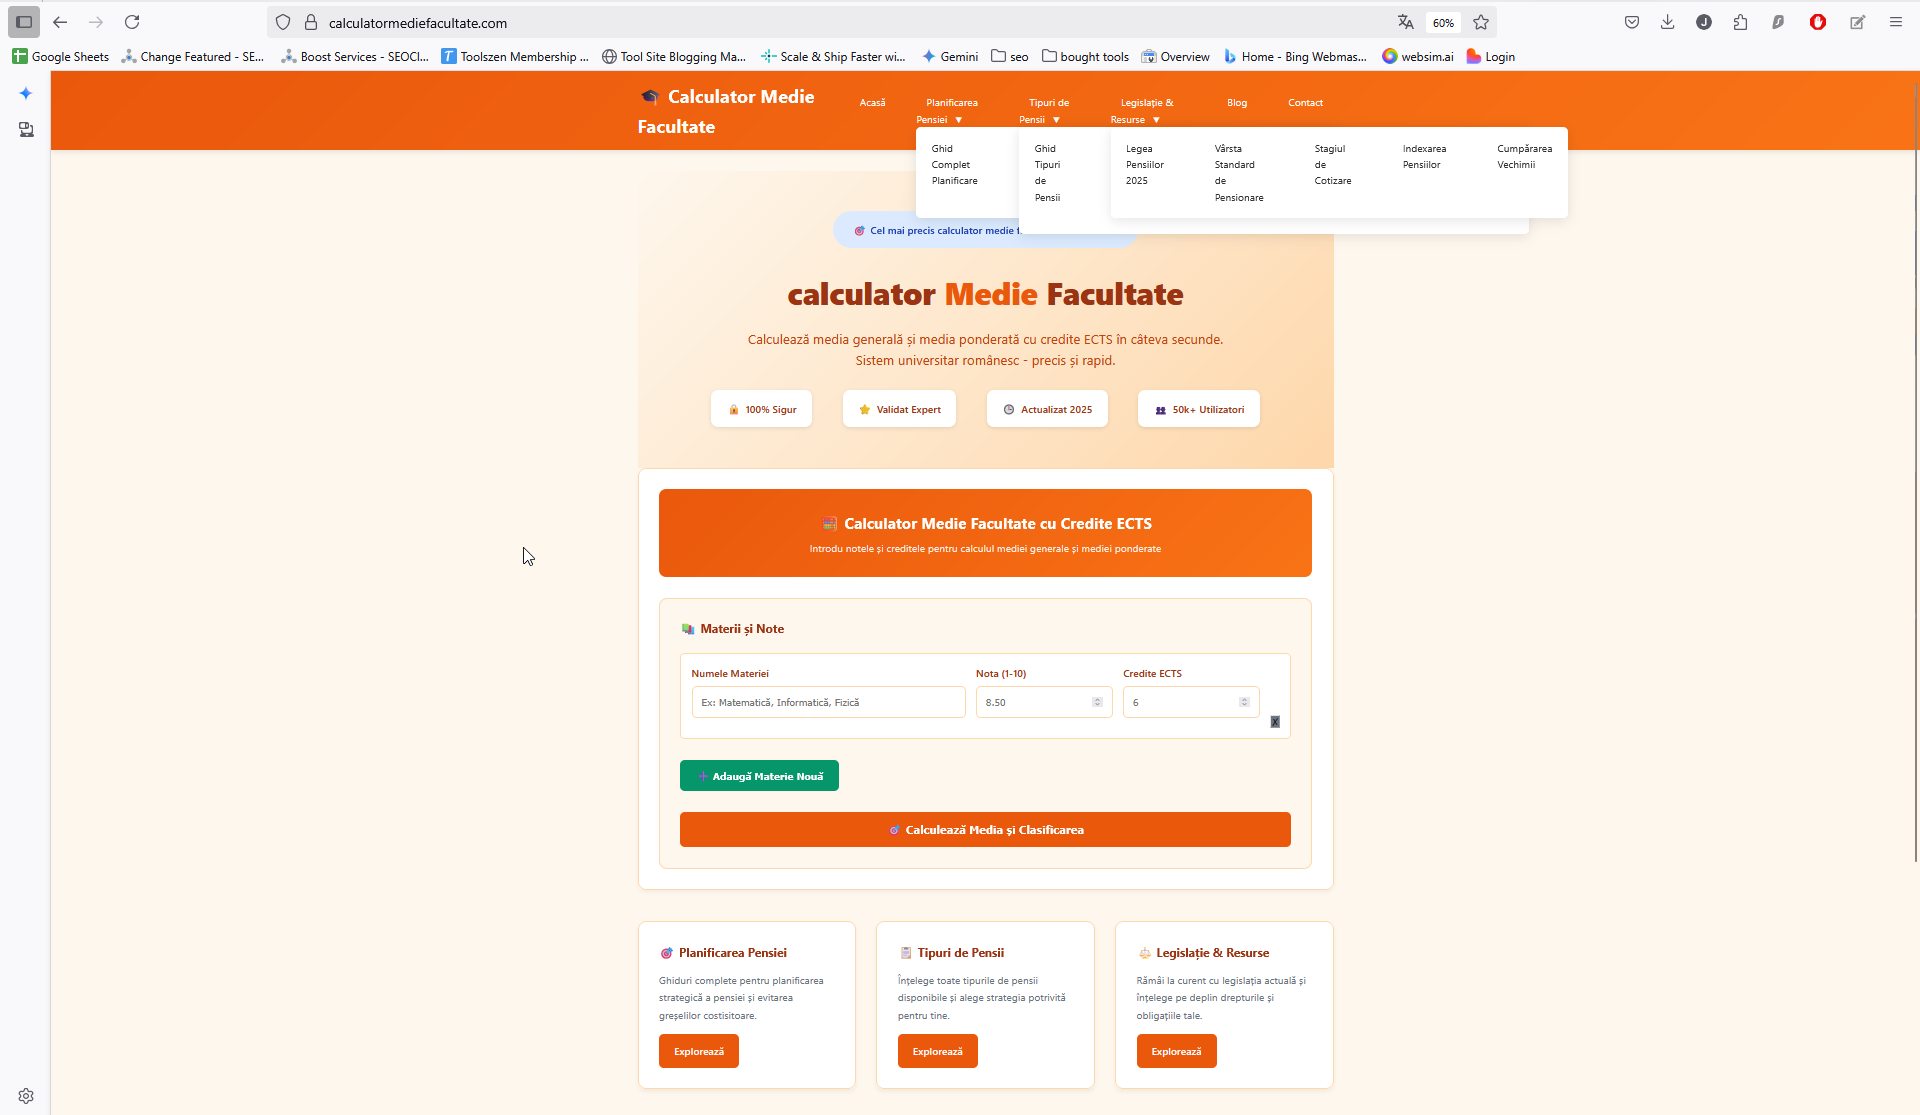 calculatormediefacultate.com
60%
Google Sheets
Change Featured - SE...
Boost Services - SEOCl...
Toolszen Membership ...
Tool Site Blogging Ma...
Scale & Ship Faster wi...
Gemini
seo
bought tools
Overview
Home - Bing Webmas...
websim.ai
Login
Calculator Medie
Facultate
Acasă
Planificarea
Pensiei ▼
Tipuri de
Pensii ▼
Legislație &
Resurse ▼
Blog
Contact
Ghid
Complet
Planificare
Ghid
Tipuri
de
Pensii
Legea
Pensiilor
2025
Vârsta
Standard
de
Pensionare
Stagiul
de
Cotizare
Indexarea
Pensiilor
Cumpărarea
Vechimii
Cel mai precis calculator medie
calculator Medie Facultate
Calculează media generală și media ponderată cu credite ECTS în câteva secunde.
Sistem universitar românesc - precis și rapid.
100% Sigur
Validat Expert
Actualizat 2025
50k+ Utilizatori
Calculator Medie Facultate cu Credite ECTS
Introdu notele și creditele pentru calculul mediei generale și mediei ponderate
Materii și Note
Numele Materiei
Nota (1-10)
Credite ECTS
Ex: Matematică, Informatică, Fizică
8.50
6
X
Adaugă Materie Nouă
Calculează Media și Clasificarea
Planificarea Pensiei
Ghiduri complete pentru planificarea
strategică a pensiei și evitarea
greșelilor costisitoare.
Explorează
Tipuri de Pensii
Înțelege toate tipurile de pensii
disponibile și alege strategia potrivită
pentru tine.
Explorează
Legislație & Resurse
Rămâi la curent cu legislația actuală și
înțelege pe deplin drepturile și
obligațiile tale.
Explorează